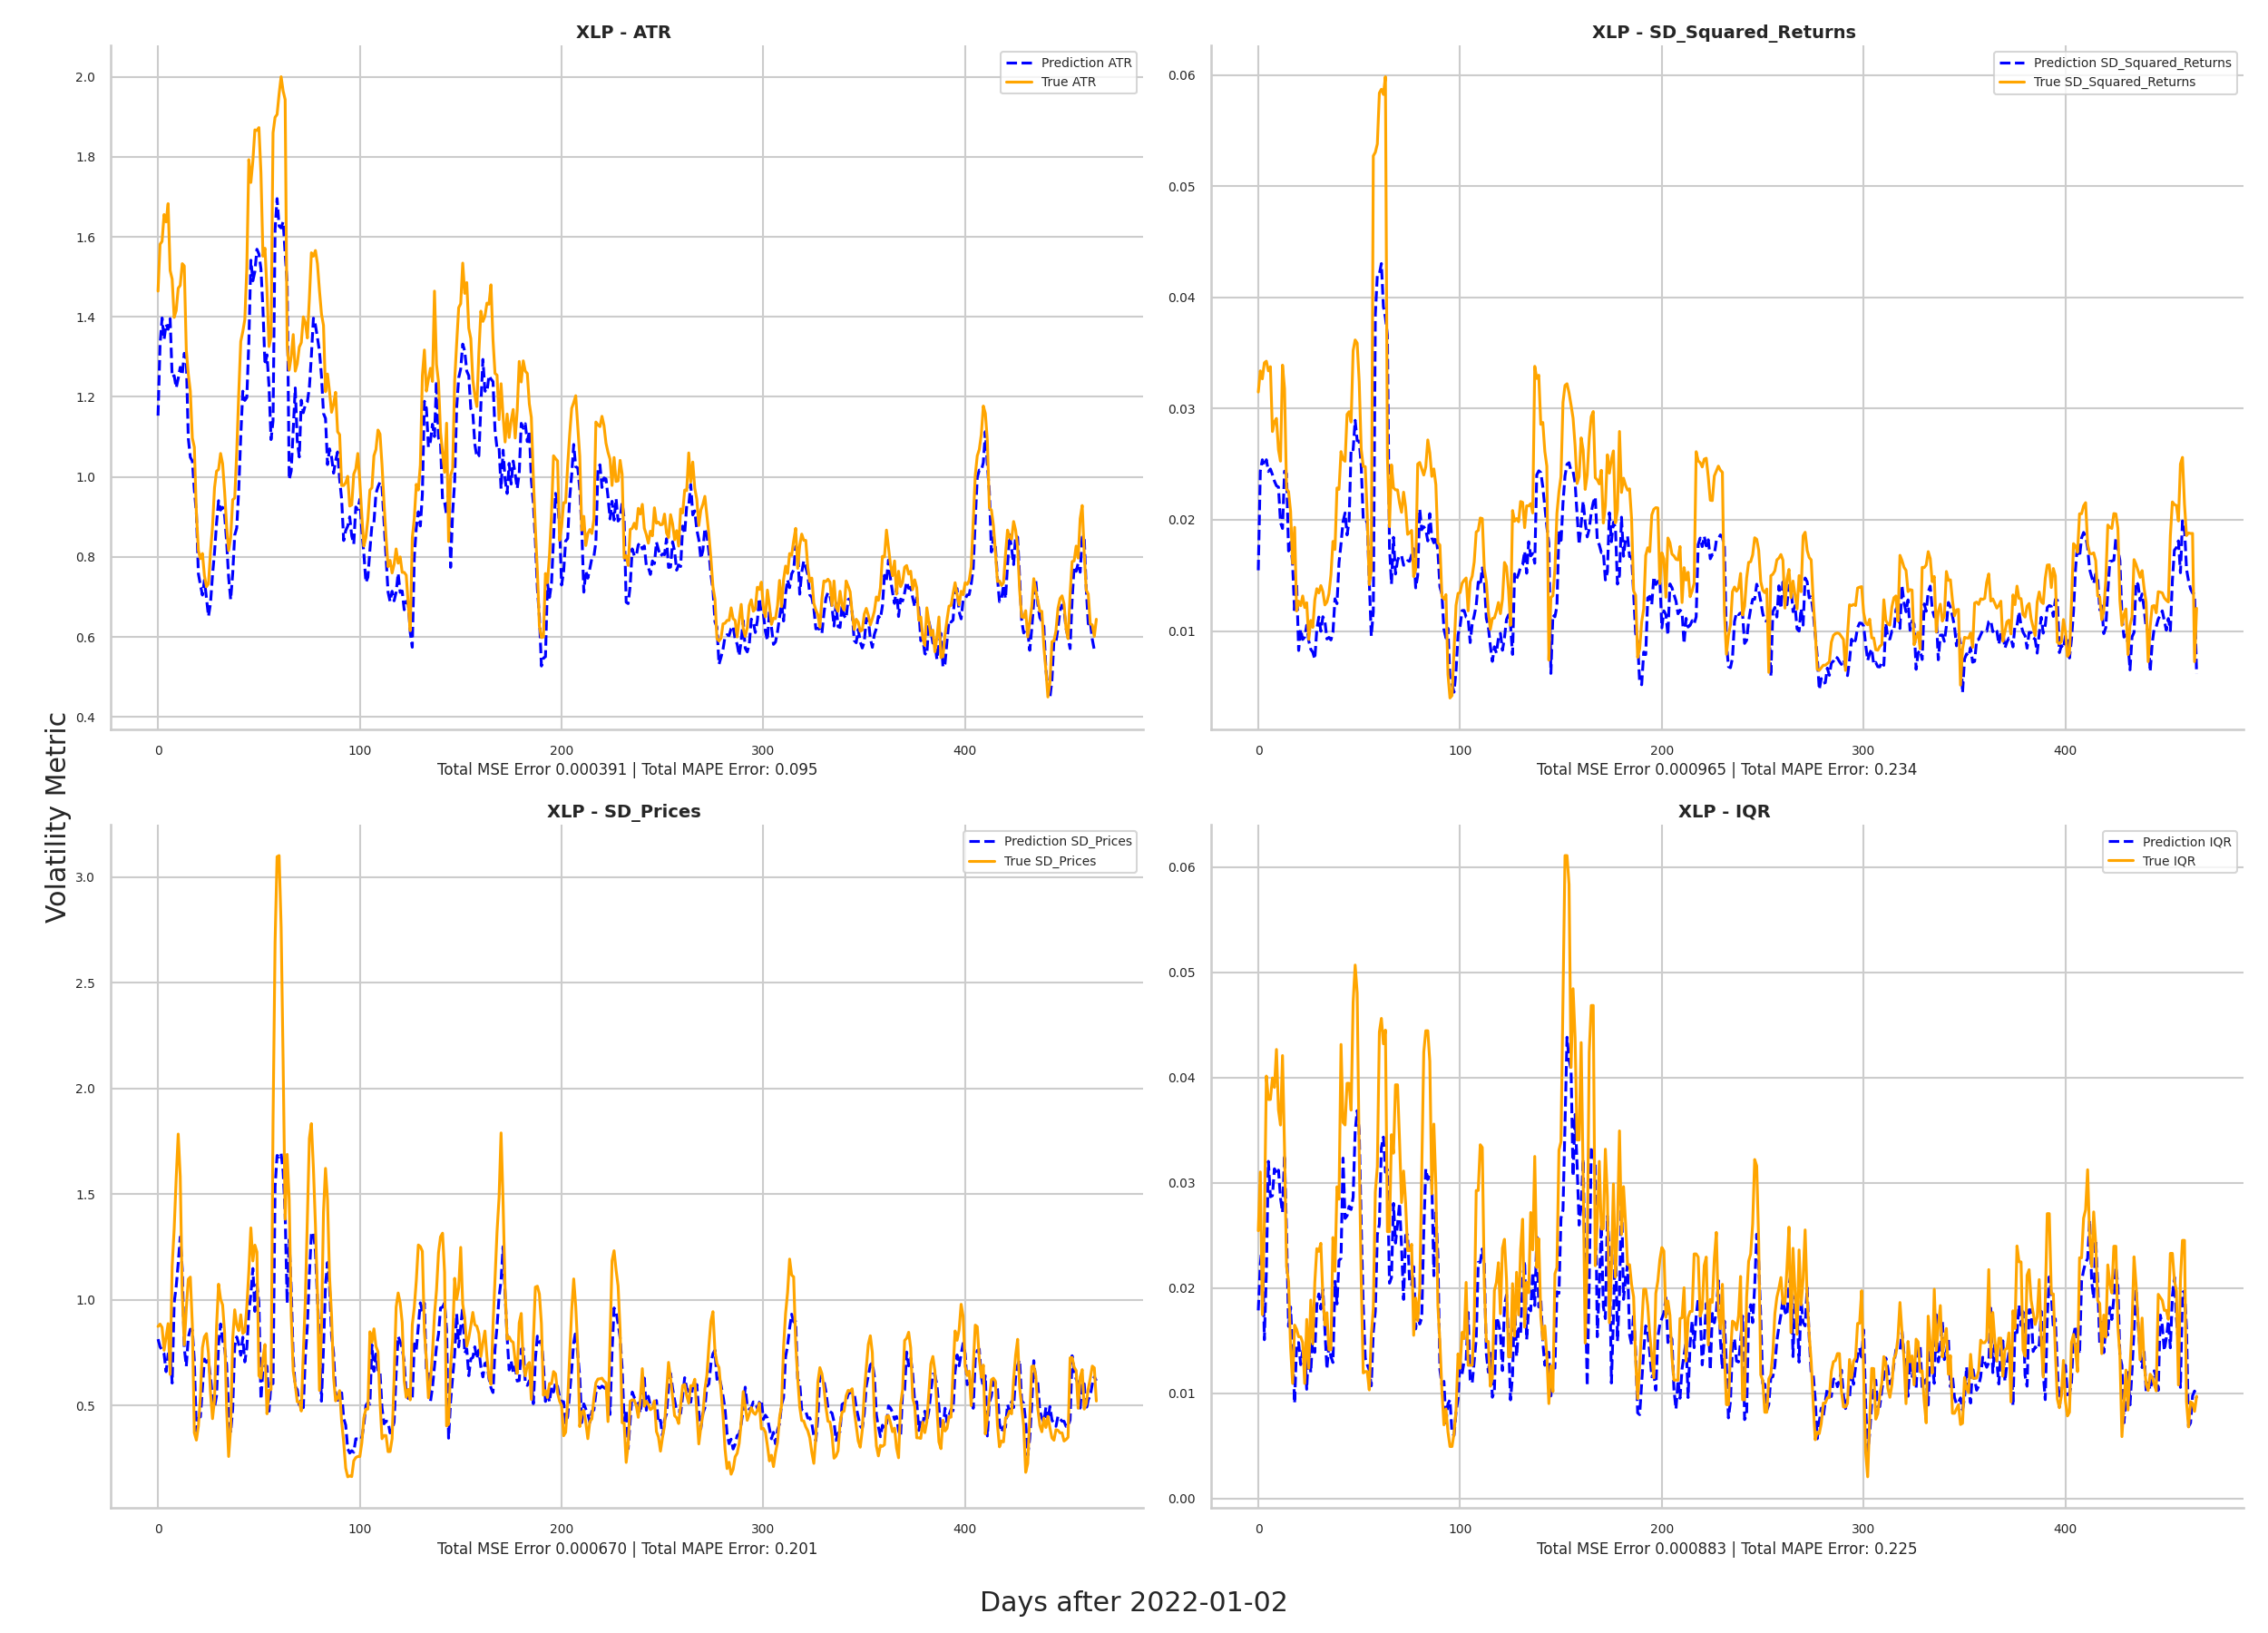 XLP - ATR
Prediction ATR
True ATR
2.0
1.8
1.6
1.4
1.2
1.0
0.8
0.6
0.4
0 100 200 300 400
Total MSE Error 0.000391 | Total MAPE Error: 0.095
XLP - SD_Squared_Returns
Prediction SD_Squared_Returns
True SD_Squared_Returns
0.06
0.05
0.04
0.03
0.02
0.01
0 100 200 300 400
Total MSE Error 0.000965 | Total MAPE Error: 0.234
Volatility Metric
XLP - SD_Prices
Prediction SD_Prices
True SD_Prices
3.0
2.5
2.0
1.5
1.0
0.5
0 100 200 300 400
Total MSE Error 0.000670 | Total MAPE Error: 0.201
XLP - IQR
Prediction IQR
True IQR
0.06
0.05
0.04
0.03
0.02
0.01
0.00
0 100 200 300 400
Total MSE Error 0.000883 | Total MAPE Error: 0.225
Days after 2022-01-02